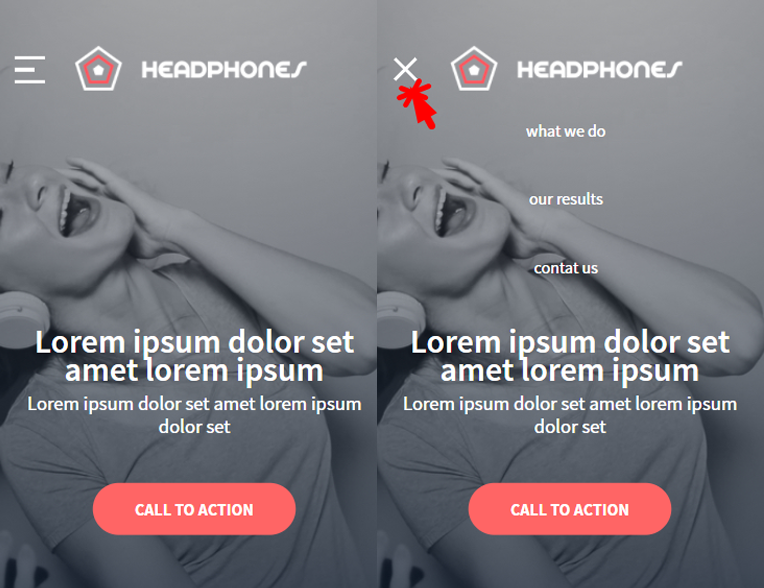 HEADPHONES
Lorem ipsum dolor set
amet lorem ipsum
Lorem ipsum dolor set amet lorem ipsum
dolor set
CALL TO ACTION
HEADPHONES
what we do
our results
contat us
Lorem ipsum dolor set
amet lorem ipsum
Lorem ipsum dolor set amet lorem ipsum
dolor set
CALL TO ACTION